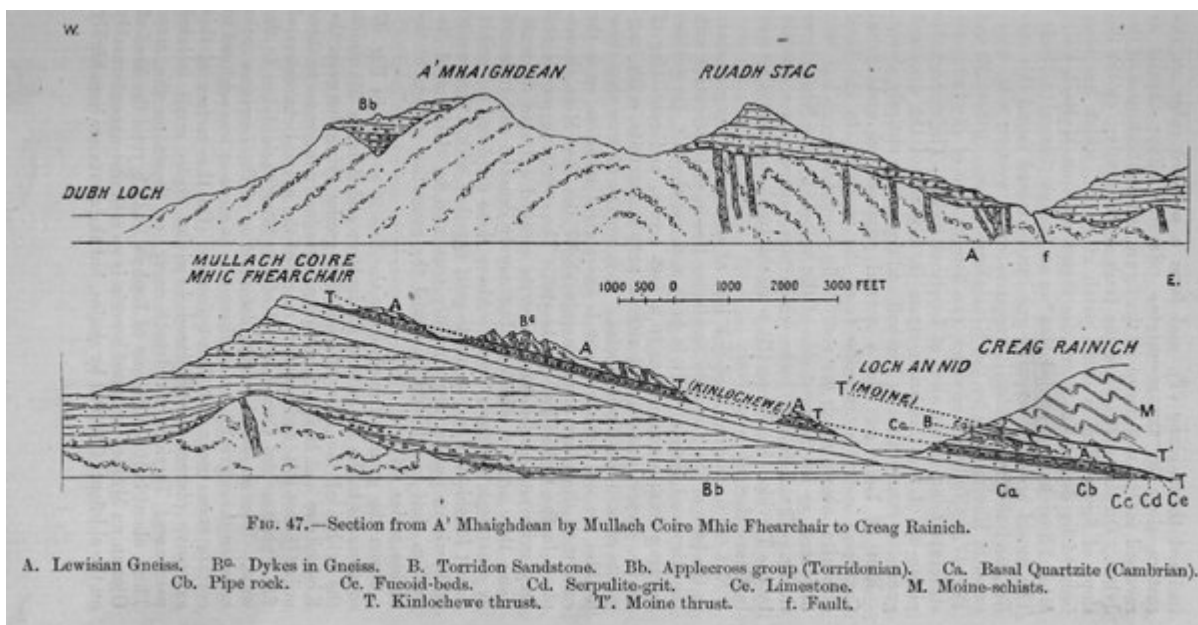 W.
A' MHAIGHDEAN
RUADH STAC
Bb
DUBH LOCH
A
f
MULLACH COIRE
MHIC FHEARCHAIR
E.
1000 500 0 1000 2000 3000 FEET
T
A
Ba
A
CREAG RAINICH
LOCH AN NID
T (KINLOCHEWE)
A
T
T' (MOINE)
Ca
B
M
A
T'
T
Bb
Ca
Cb
Cc Cd Ce
FIG. 47.—Section from A' Mhaighdean by Mullach Coire Mhic Fhearchair to Creag Rainich.
A. Lewisian Gneiss. Ba. Dykes in Gneiss. B. Torridon Sandstone. Bb. Applecross group (Torridonian). Ca. Basal Quartzite (Cambrian).
Cb. Pipe rock. Cc. Fucoid-beds. Cd. Serpulite-grit. Ce. Limestone. M. Moine-schists.
T. Kinlochewe thrust. T'. Moine thrust. f. Fault.